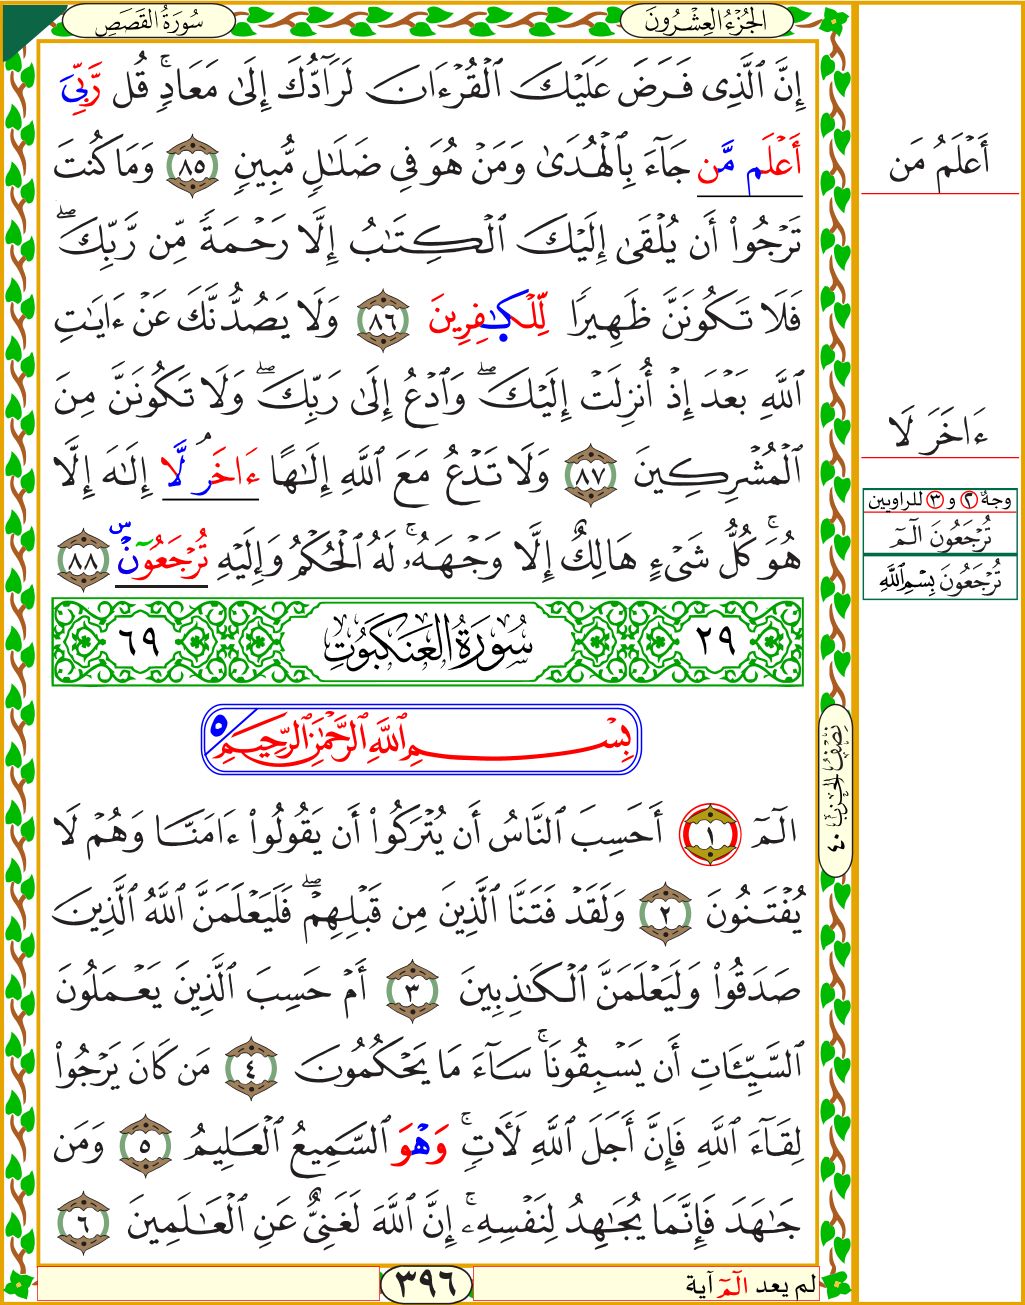 سُورَةُ القَصَصِ
الجُزْءُ العِشْرُونَ
إِنَّ ٱلَّذِى فَرَضَ عَلَيْكَ ٱلْقُرْءَانَ لَرَآدُّكَ إِلَىٰ مَعَادٍۚ قُل رَّبِّىَ
أَعْلَم مَّن جَآءَ بِٱلْهُدَىٰ وَمَنْ هُوَ فِى ضَلَـٰلٍ مُّبِينٍ ٨٥ وَمَا كُنتَ
تَرْجُوٓا۟ أَن يُلْقَىٰٓ إِلَيْكَ ٱلْكِتَـٰبُ إِلَّا رَحْمَةً مِّن رَّبِّكَۖ
فَلَا تَكُونَنَّ ظَهِيرًا لِّلْكَـٰفِرِينَ ٨٦ وَلَا يَصُدُّنَّكَ عَنْ ءَايَـٰتِ
ٱللَّهِ بَعْدَ إِذْ أُنزِلَتْ إِلَيْكَۖ وَٱدْعُ إِلَىٰ رَبِّكَۖ وَلَا تَكُونَنَّ مِنَ
ٱلْمُشْرِكِينَ ٨٧ وَلَا تَدْعُ مَعَ ٱللَّهِ إِلَـٰهًا ءَاخَرَۘ لَّا إِلَـٰهَ إِلَّا
هُوَۚ كُلُّ شَىْءٍ هَالِكٌ إِلَّا وَجْهَهُۥۚ لَهُ ٱلْحُكْمُ وَإِلَيْهِ تُرْجَعُونَۜ ٨٨
٢٩ سُورَةُ العَنكَبُوتِ ٦٩
بِسْمِ ٱللَّهِ ٱلرَّحْمَـٰنِ ٱلرَّحِيمِ ٥
الٓمٓ ١ أَحَسِبَ ٱلنَّاسُ أَن يُتْرَكُوٓا۟ أَن يَقُولُوٓا۟ ءَامَنَّا وَهُمْ لَا
يُفْتَنُونَ ٢ وَلَقَدْ فَتَنَّا ٱلَّذِينَ مِن قَبْلِهِمْۖ فَلَيَعْلَمَنَّ ٱللَّهُ ٱلَّذِينَ
صَدَقُوا۟ وَلَيَعْلَمَنَّ ٱلْكَـٰذِبِينَ ٣ أَمْ حَسِبَ ٱلَّذِينَ يَعْمَلُونَ
ٱلسَّيِّـَٔاتِ أَن يَسْبِقُونَاۚ سَآءَ مَا يَحْكُمُونَ ٤ مَن كَانَ يَرْجُوا۟
لِقَآءَ ٱللَّهِ فَإِنَّ أَجَلَ ٱللَّهِ لَـَٔاتٍۚ وَهْوَ ٱلسَّمِيعُ ٱلْعَلِيمُ ٥ وَمَن
جَـٰهَدَ فَإِنَّمَا يُجَـٰهِدُ لِنَفْسِهِۦٓۚ إِنَّ ٱللَّهَ لَغَنِىٌّ عَنِ ٱلْعَـٰلَمِينَ ٦
أَعْلَمُ مَن
ءَاخَرَ لَا
وجهٌ ٢ و ٣ للراويين
تُرْجَعُونَ الٓمٓ
تُرْجَعُونَ بِسْمِ ٱللَّهِ
نِصْفُ الحِزْبِ ٤٠
لم يعد الٓمٓ آية
٣٩٦